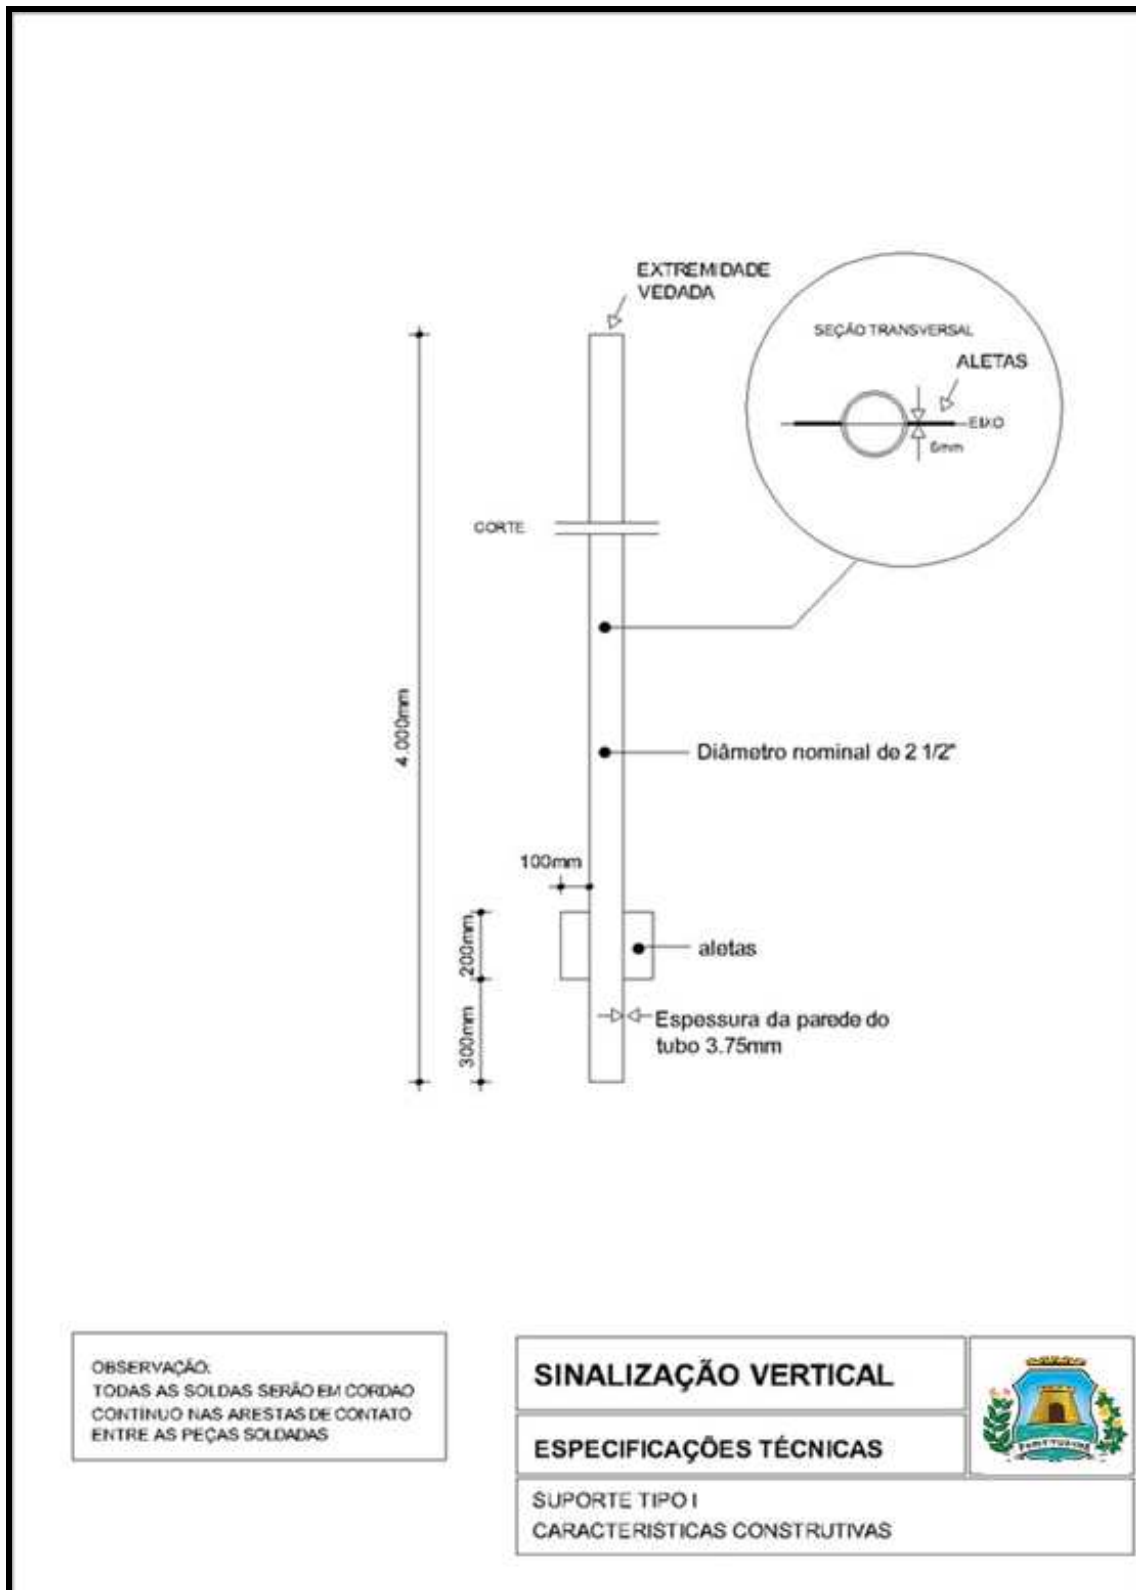 EXTREMIDADE
VEDADA
SEÇÃO TRANSVERSAL
ALETAS
EIXO
6mm
CORTE
4.000mm
Diâmetro nominal de 2 1/2"
100mm
200mm
aletas
300mm
Espessura da parede do
tubo 3.75mm
OBSERVAÇÃO:
TODAS AS SOLDAS SERÃO EM CORDAO
CONTINUO NAS ARESTAS DE CONTATO
ENTRE AS PEÇAS SOLDADAS
SINALIZAÇÃO VERTICAL
ESPECIFICAÇÕES TÉCNICAS
SUPORTE TIPO I
CARACTERISTICAS CONSTRUTIVAS